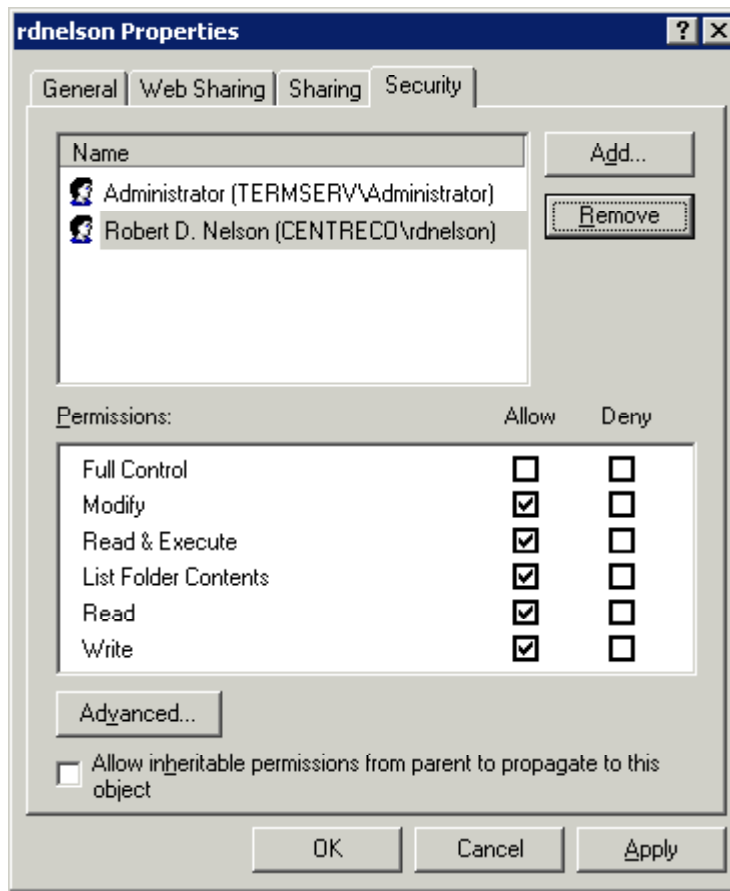 rdnelson Properties
General Web Sharing Sharing Security
Name
Add...
Administrator (TERMSERV\Administrator)
Robert D. Nelson (CENTRECO\rdnelson)
Remove
Permissions: Allow Deny
Full Control
Modify
Read & Execute
List Folder Contents
Read
Write
Advanced...
Allow inheritable permissions from parent to propagate to this
object
OK Cancel Apply